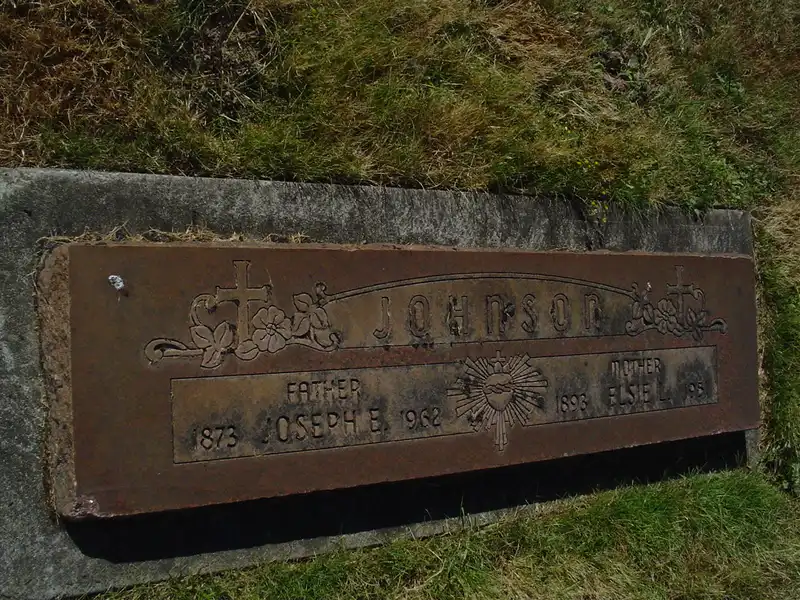 JOHNSON
FATHER
1873 JOSEPH E. 1962
MOTHER
1893 ELSIE L.